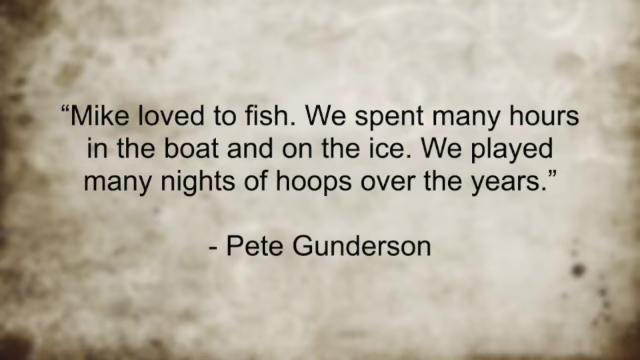 “Mike loved to fish. We spent many hours
in the boat and on the ice. We played
many nights of hoops over the years.”
- Pete Gunderson